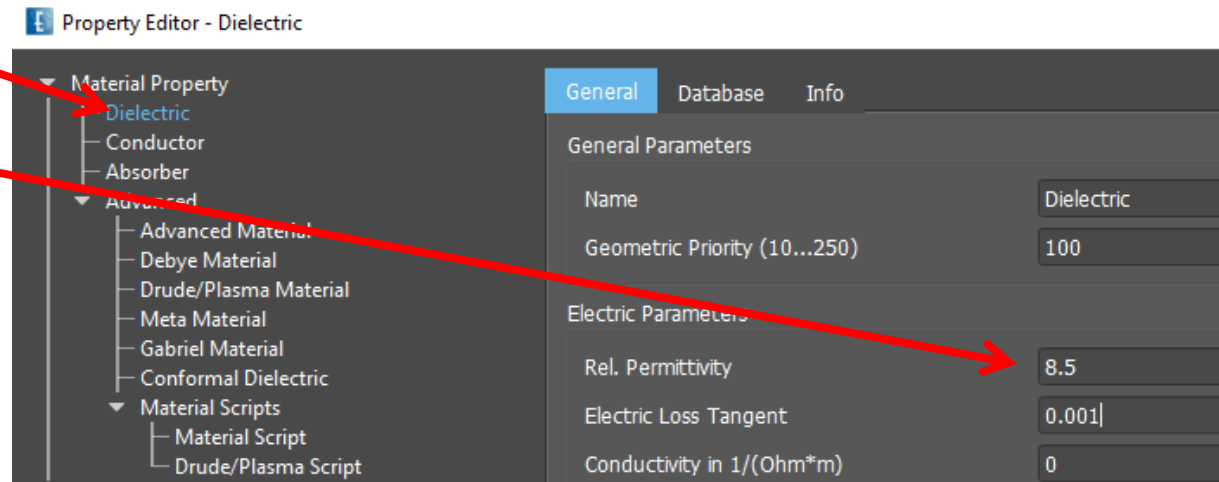 Property Editor - Dielectric
Material Property
Dielectric
Conductor
Absorber
Advanced
Advanced Material
Debye Material
Drude/Plasma Material
Meta Material
Gabriel Material
Conformal Dielectric
Material Scripts
Material Script
Drude/Plasma Script
General Database Info
General Parameters
Name Dielectric
Geometric Priority (10...250) 100
Electric Parameters
Rel. Permittivity 8.5
Electric Loss Tangent 0.001
Conductivity in 1/(Ohm*m) 0